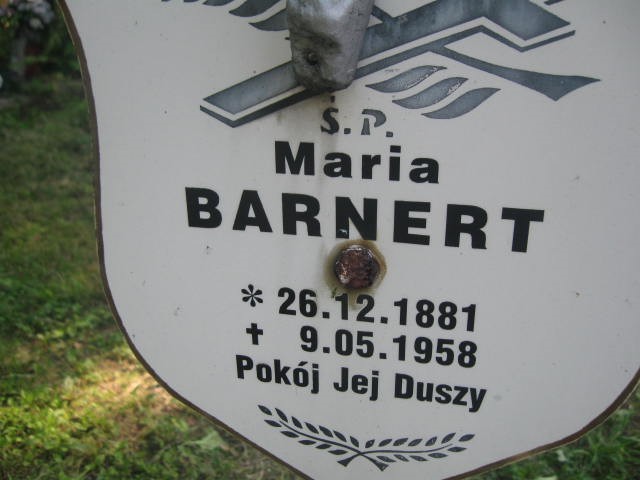 Ś.P.
Maria
BARNERT
* 26.12.1881
✝ 9.05.1958
Pokój Jej Duszy